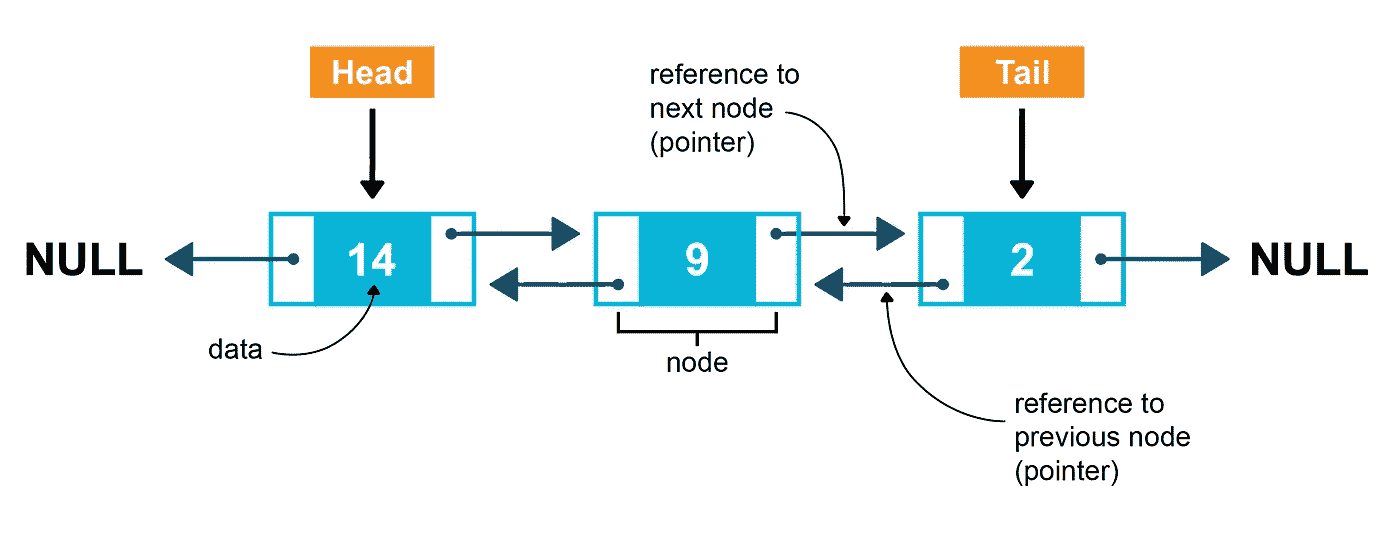 Head
reference to
next node
(pointer)
Tail
NULL
14
9
2
NULL
data
node
reference to
previous node
(pointer)